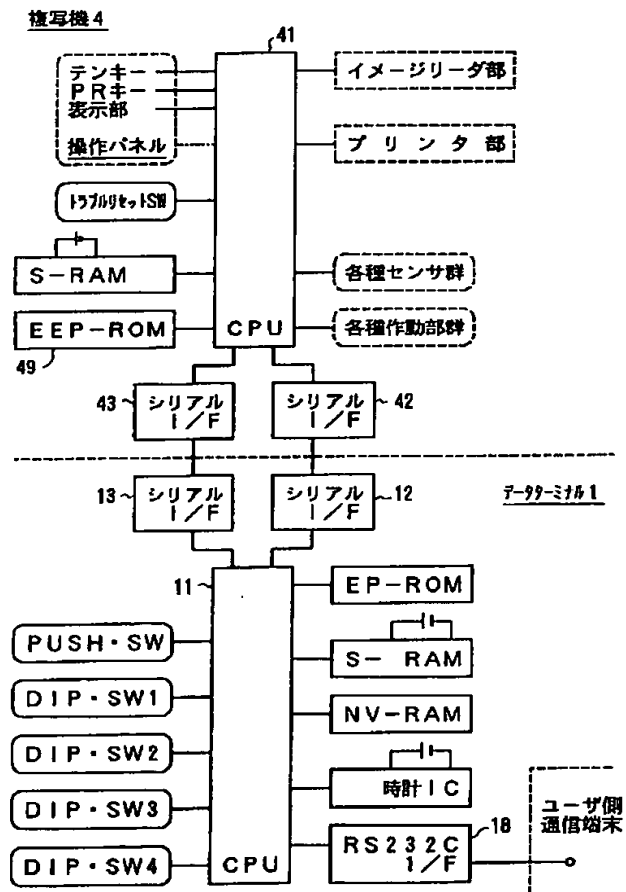 複写機4
41
テンキー
PRキー
表示部
操作パネル
イメージリーダ部
プリンタ部
トラブルリセットSW
S-RAM
各種センサ群
EEP-ROM
CPU
各種作動部群
49
43
シリアル
I/F
シリアル
I/F
42
13
シリアル
I/F
シリアル
I/F
12
データターミナル1
11
EP-ROM
PUSH・SW
S-RAM
DIP・SW1
NV-RAM
DIP・SW2
時計IC
DIP・SW3
ユーザ側
通信端末
RS232C
I/F
18
DIP・SW4
CPU